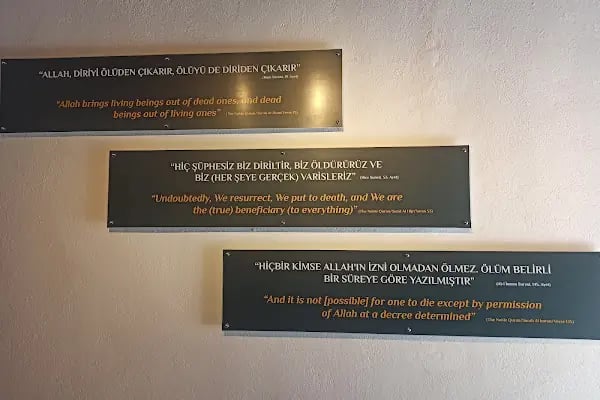 “ALLAH, DİRİYİ ÖLÜDEN ÇIKARIR, ÖLÜYÜ DE DİRİDEN ÇIKARIR”
“Allah brings living beings out of dead ones, and dead
beings out of living ones”
“HİÇ ŞÜPHESİZ BİZ DİRİLTİR, BİZ ÖLDÜRÜRÜZ VE
BİZ (HER ŞEYE GERÇEK) VARİSLERİZ”
“Undoubtedly, We resurrect, We put to death, and We are
the (true) beneficiary (to everything)”
“HİÇBİR KİMSE ALLAH'IN İZNİ OLMADAN ÖLMEZ. ÖLÜM BELİRLİ
BİR SÜREYE GÖRE YAZILMIŞTIR”
“And it is not [possible] for one to die except by permission
of Allah at a decree determined”